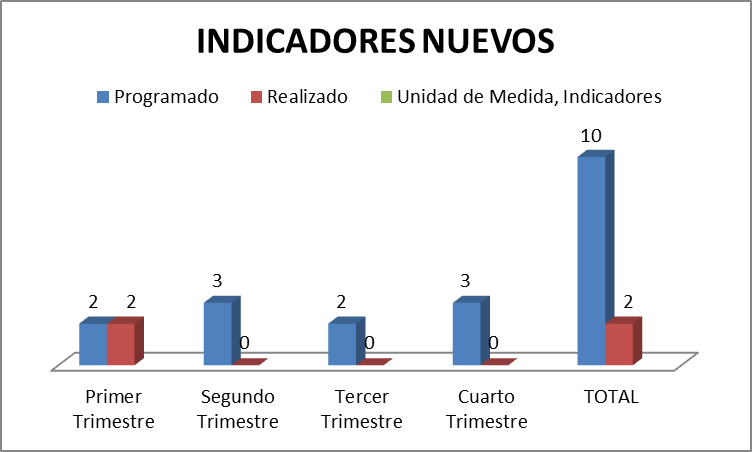 INDICADORES NUEVOS
Programado Realizado Unidad de Medida, Indicadores
10
3 3
2 2 2 2
0 0 0
Primer Segundo Tercer Cuarto TOTAL
Trimestre Trimestre Trimestre Trimestre